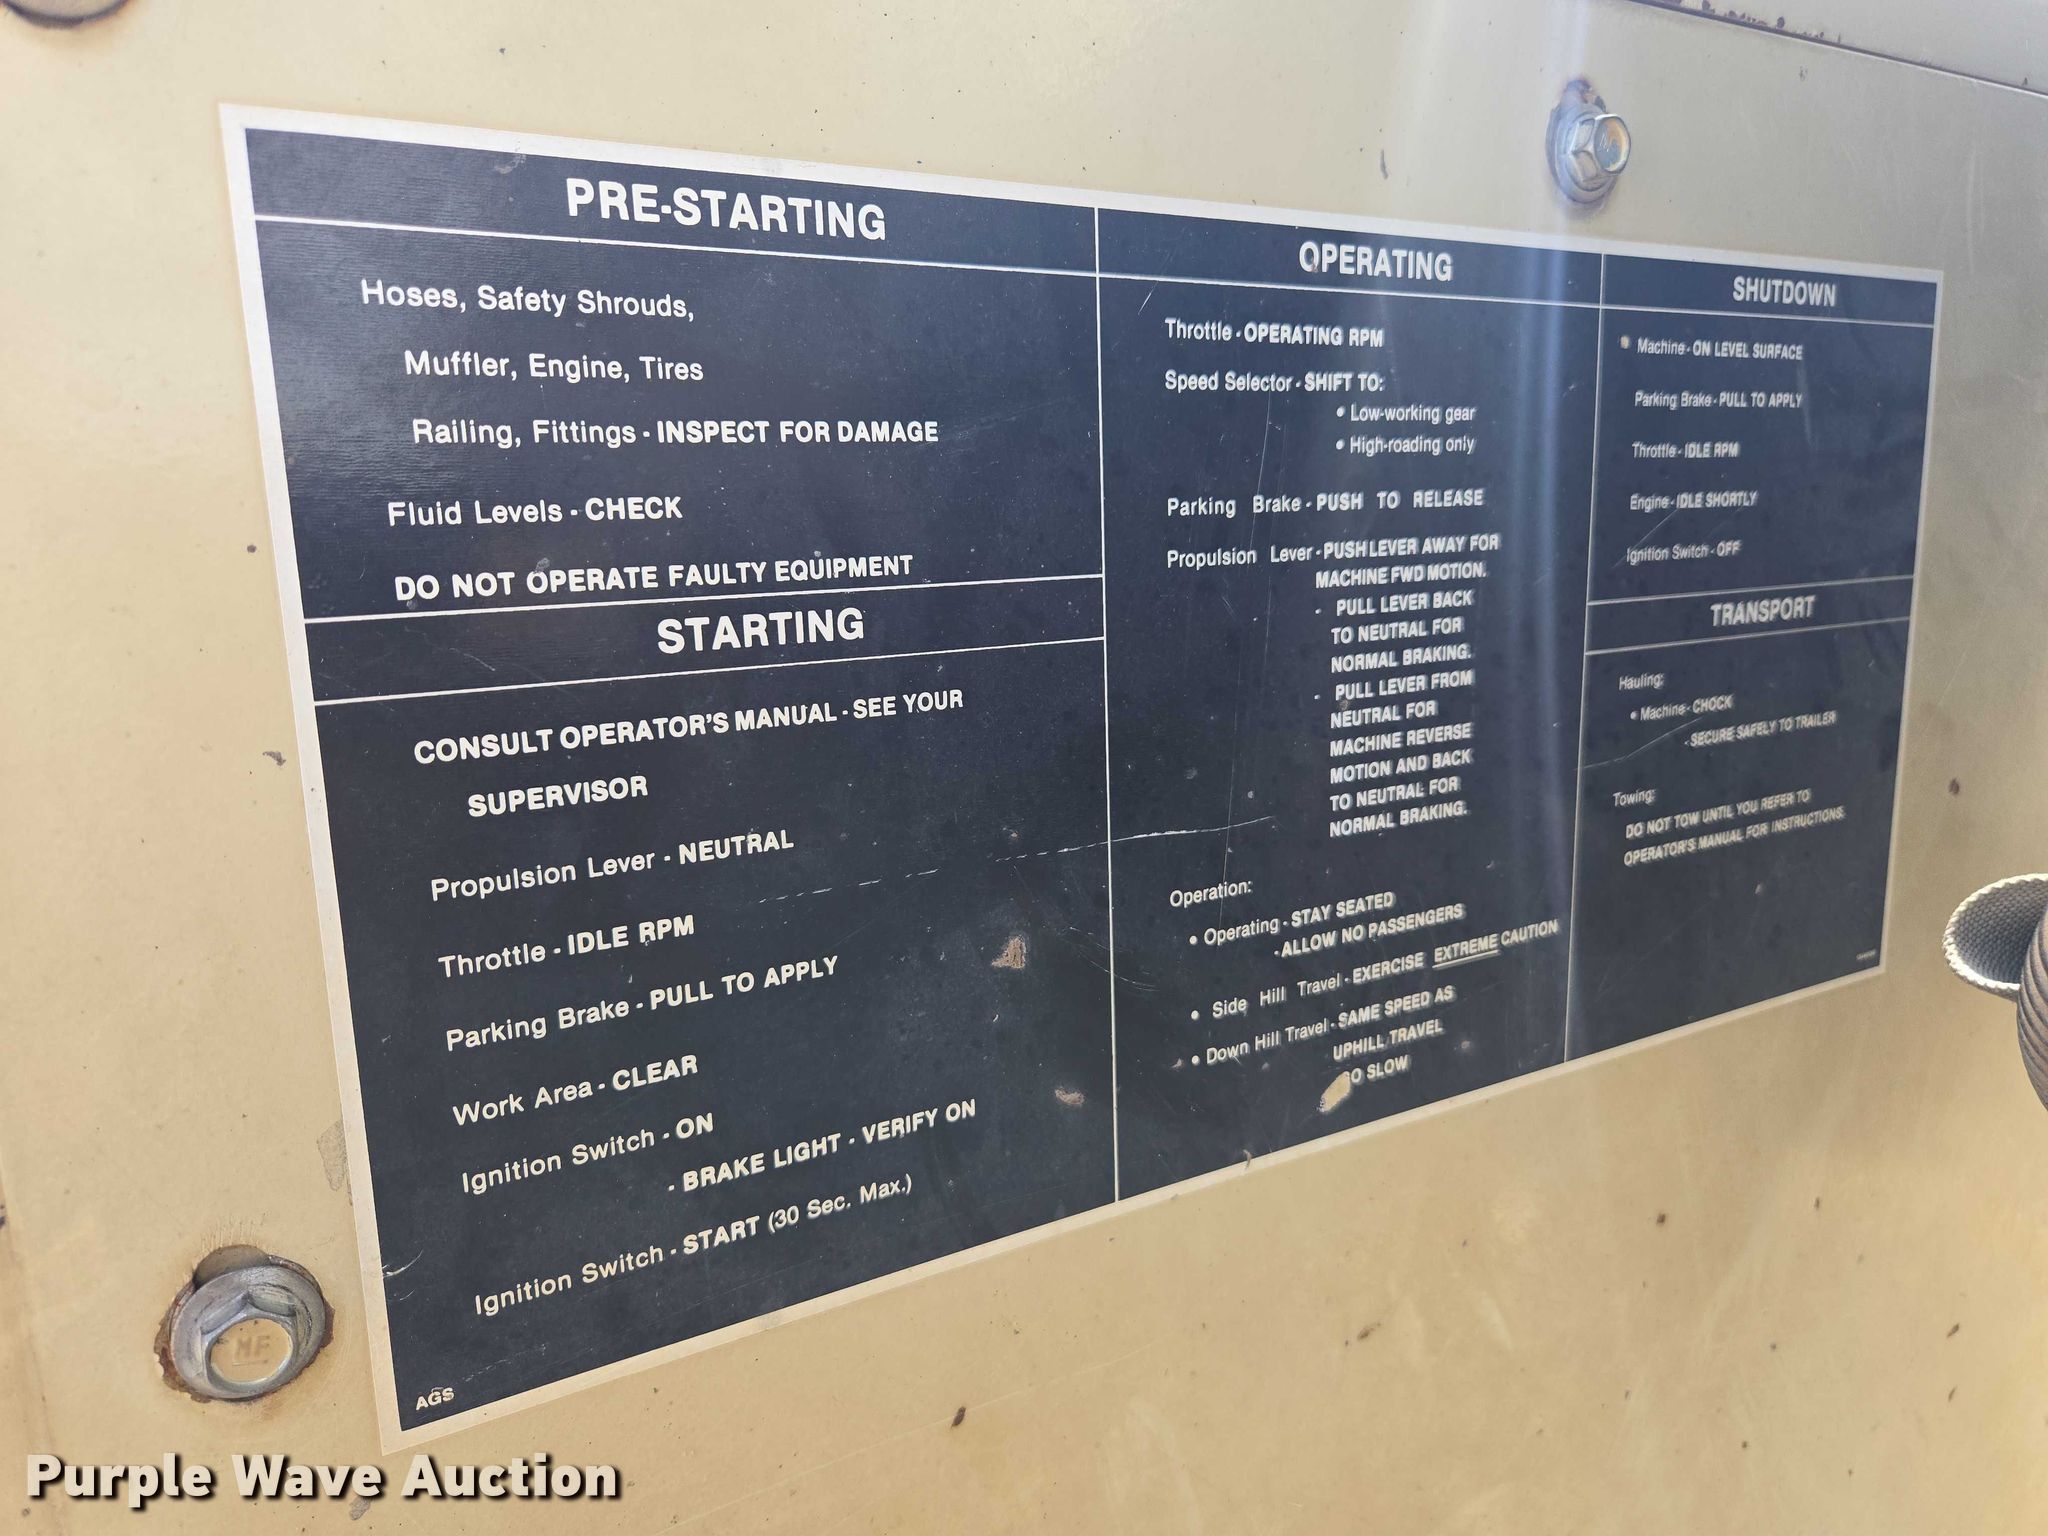 PRE-STARTING
Hoses, Safety Shrouds,
Muffler, Engine, Tires
Railing, Fittings - INSPECT FOR DAMAGE
Fluid Levels - CHECK
DO NOT OPERATE FAULTY EQUIPMENT
STARTING
CONSULT OPERATOR'S MANUAL - SEE YOUR
SUPERVISOR
Propulsion Lever - NEUTRAL
Throttle - IDLE RPM
Parking Brake - PULL TO APPLY
Work Area - CLEAR
Ignition Switch - ON
- BRAKE LIGHT - VERIFY ON
Ignition Switch - START (30 Sec. Max.)
AGS
OPERATING
Throttle - OPERATING RPM
Speed Selector - SHIFT TO:
• Low-working gear
• High-roading only
Parking Brake - PUSH TO RELEASE
Propulsion Lever - PUSH LEVER AWAY FOR
MACHINE FWD MOTION.
- PULL LEVER BACK
TO NEUTRAL FOR
NORMAL BRAKING.
- PULL LEVER FROM
NEUTRAL FOR
MACHINE REVERSE
MOTION AND BACK
TO NEUTRAL FOR
NORMAL BRAKING.
Operation:
• Operating - STAY SEATED
- ALLOW NO PASSENGERS
• Side Hill Travel - EXERCISE EXTREME CAUTION
• Down Hill Travel - SAME SPEED AS
UPHILL TRAVEL
O SLOW
SHUTDOWN
Machine - ON LEVEL SURFACE
Parking Brake - PULL TO APPLY
Throttle - IDLE RPM
Engine - IDLE SHORTLY
Ignition Switch - OFF
TRANSPORT
Hauling:
• Machine - CHOCK
- SECURE SAFELY TO TRAILER
Towing:
DO NOT TOW UNTIL YOU REFER TO
OPERATOR'S MANUAL FOR INSTRUCTIONS.
MF
Purple Wave Auction